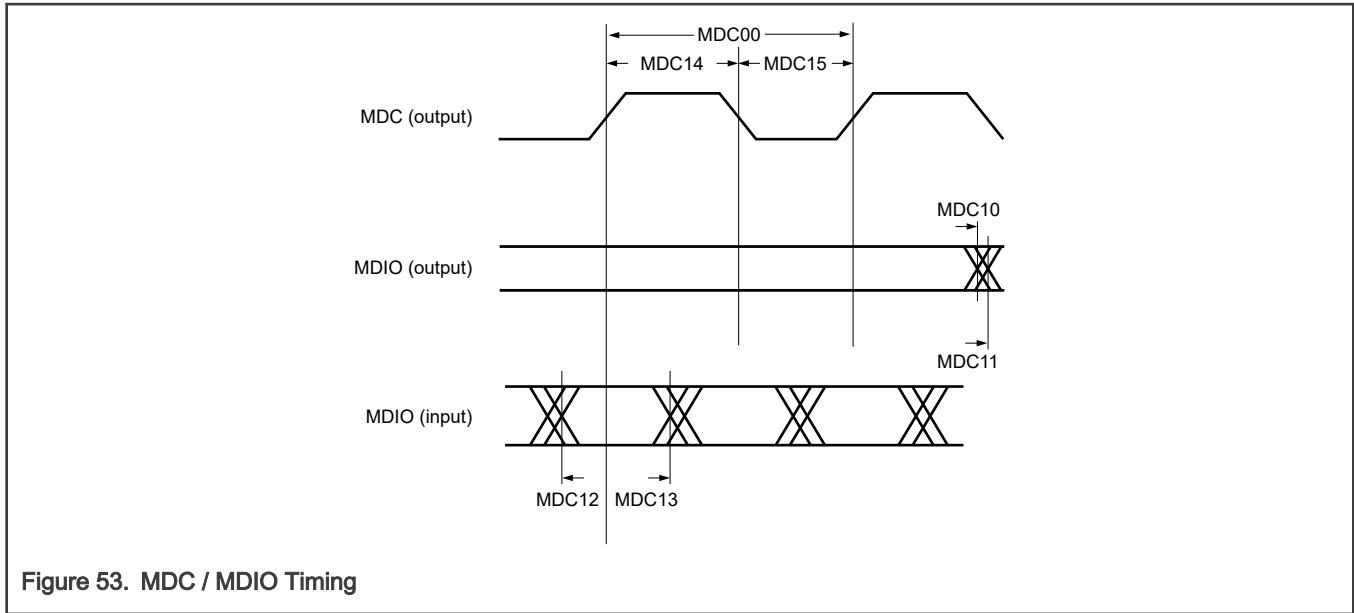 MDC00
MDC14 MDC15
MDC (output)
MDC10
MDIO (output)
MDC11
MDIO (input)
MDC12 MDC13
Figure 53. MDC / MDIO Timing